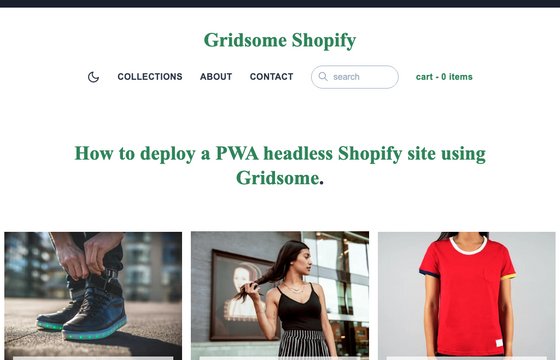 Gridsome Shopify
COLLECTIONS ABOUT CONTACT search cart - 0 items
How to deploy a PWA headless Shopify site using
Gridsome.